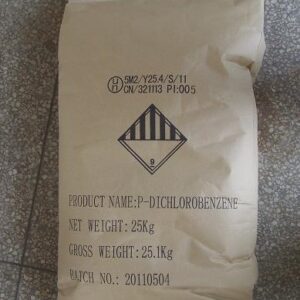 H 5M2/Y25.4/S/11
CN/321113 PI:005
9
PRODUCT NAME:P-DICHLOROBENZENE
NET WEIGHT:25Kg
GROSS WEIGHT:25.1Kg
BATCH NO.:20110504